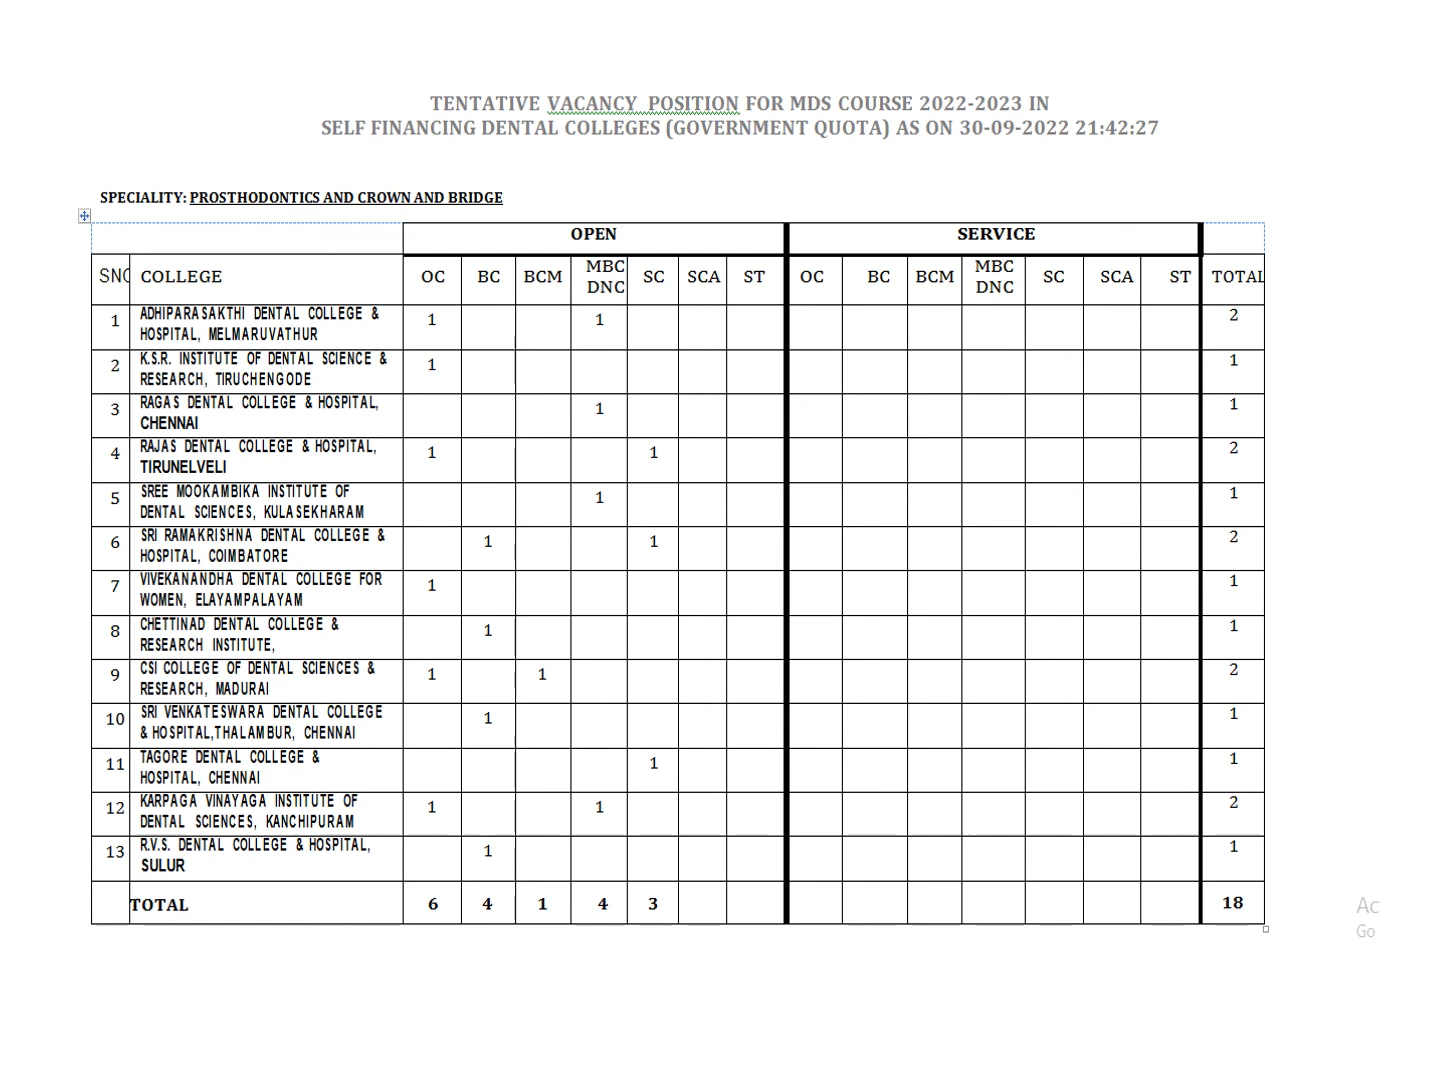 TENTATIVE VACANCY POSITION FOR MDS COURSE 2022-2023 IN
SELF FINANCING DENTAL COLLEGES (GOVERNMENT QUOTA) AS ON 30-09-2022 21:42:27
SPECIALITY: PROSTHODONTICS AND CROWN AND BRIDGE
OPEN SERVICE
SNO COLLEGE OC BC BCM MBC DNC SC SCA ST OC BC BCM MBC DNC SC SCA ST TOTAL
1 ADHIPARASAKTHI DENTAL COLLEGE & 1 1 2
HOSPITAL, MELMARUVATHUR
2 K.S.R. INSTITUTE OF DENTAL SCIENCE & 1 1
RESEARCH, TIRUCHENGODE
3 RAGAS DENTAL COLLEGE & HOSPITAL, 1 1
CHENNAI
4 RAJAS DENTAL COLLEGE & HOSPITAL, 1 1 2
TIRUNELVELI
5 SREE MOOKAMBIKA INSTITUTE OF 1 1
DENTAL SCIENCES, KULASEKHARAM
6 SRI RAMAKRISHNA DENTAL COLLEGE & 1 1 2
HOSPITAL, COIMBATORE
7 VIVEKANANDHA DENTAL COLLEGE FOR 1 1
WOMEN, ELAYAMPALAYAM
8 CHETTINAD DENTAL COLLEGE & 1 1
RESEARCH INSTITUTE,
9 CSI COLLEGE OF DENTAL SCIENCES & 1 1 2
RESEARCH, MADURAI
10 SRI VENKATESWARA DENTAL COLLEGE 1 1
& HOSPITAL,THALAMBUR, CHENNAI
11 TAGORE DENTAL COLLEGE & 1 1
HOSPITAL, CHENNAI
12 KARPAGA VINAYAGA INSTITUTE OF 1 1 2
DENTAL SCIENCES, KANCHIPURAM
13 R.V.S. DENTAL COLLEGE & HOSPITAL, 1 1
SULUR
TOTAL 6 4 1 4 3 18
Ac
Go